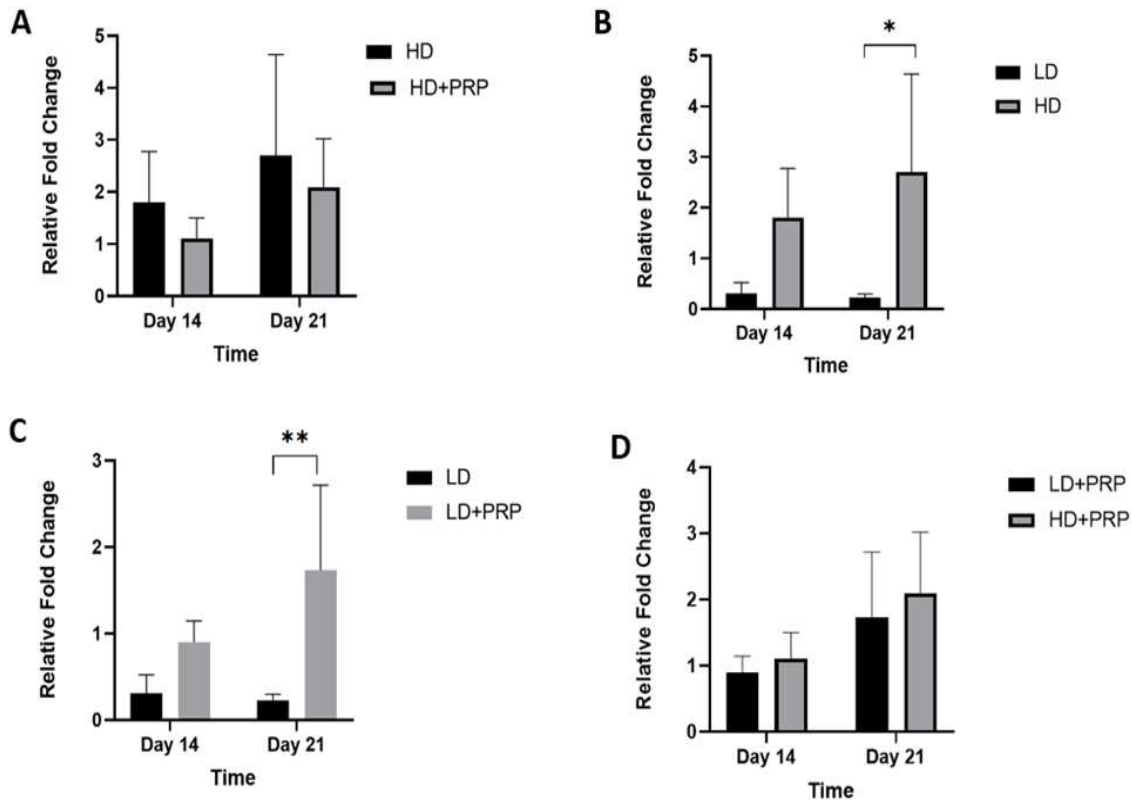 A
Relative Fold Change
5
4
3
2
1
0
Day 14
Day 21
Time
HD
HD+PRP
B
*
Relative Fold Change
5
4
3
2
1
0
Day 14
Day 21
Time
LD
HD
C
**
Relative Fold Change
3
2
1
0
Day 14
Day 21
Time
LD
LD+PRP
D
Relative Fold Change
4
3
2
1
0
Day 14
Day 21
Time
LD+PRP
HD+PRP